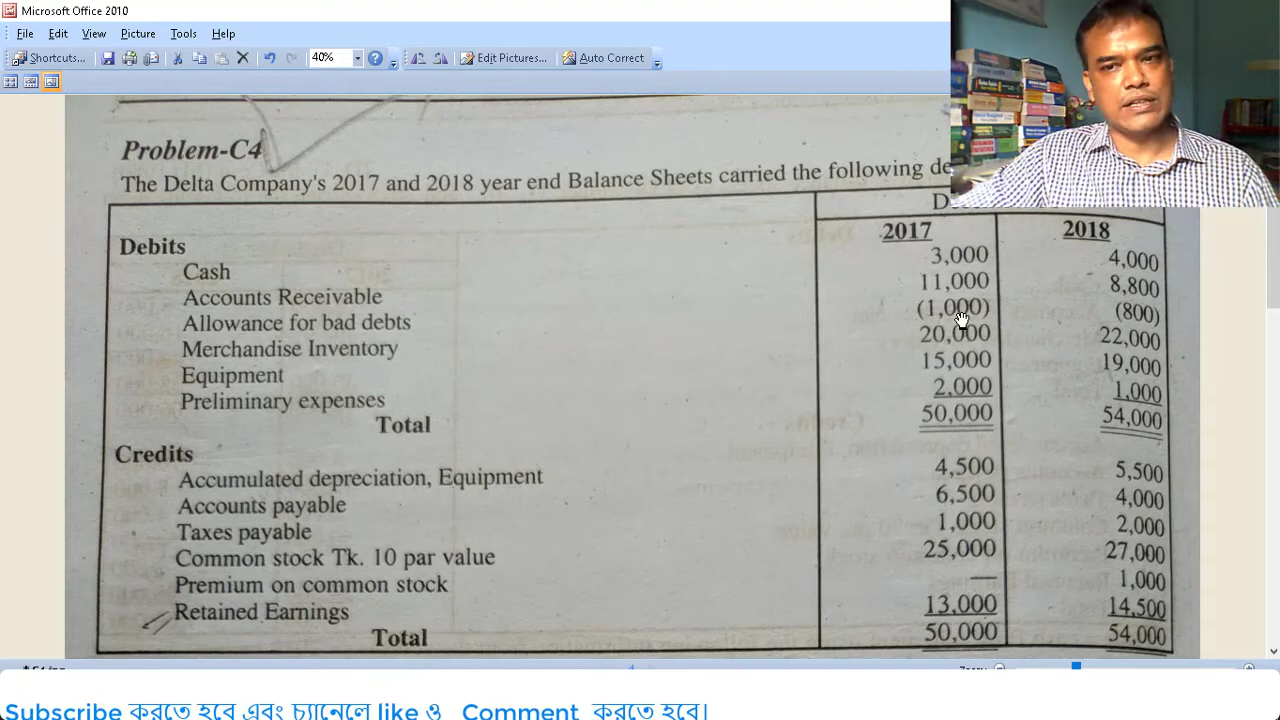 Microsoft Office 2010
File Edit View Picture Tools Help
Shortcuts... 40% Edit Pictures... Auto Correct
Problem-C4
The Delta Company's 2017 and 2018 year end Balance Sheets carried the following
2017 2018
Debits
Cash 3,000 4,000
Accounts Receivable 11,000 8,800
Allowance for bad debts (1,000) (800)
Merchandise Inventory 20,000 22,000
Equipment 15,000 19,000
Preliminary expenses 2,000 1,000
Total 50,000 54,000
Credits
Accumulated depreciation, Equipment 4,500 5,500
Accounts payable 6,500 4,000
Taxes payable 1,000 2,000
Common stock Tk. 10 par value 25,000 27,000
Premium on common stock — 1,000
Retained Earnings 13,000 14,500
Total 50,000 54,000
Subscribe করতে হবে এবং চ্যানেলে like ও Comment করতে হবে।